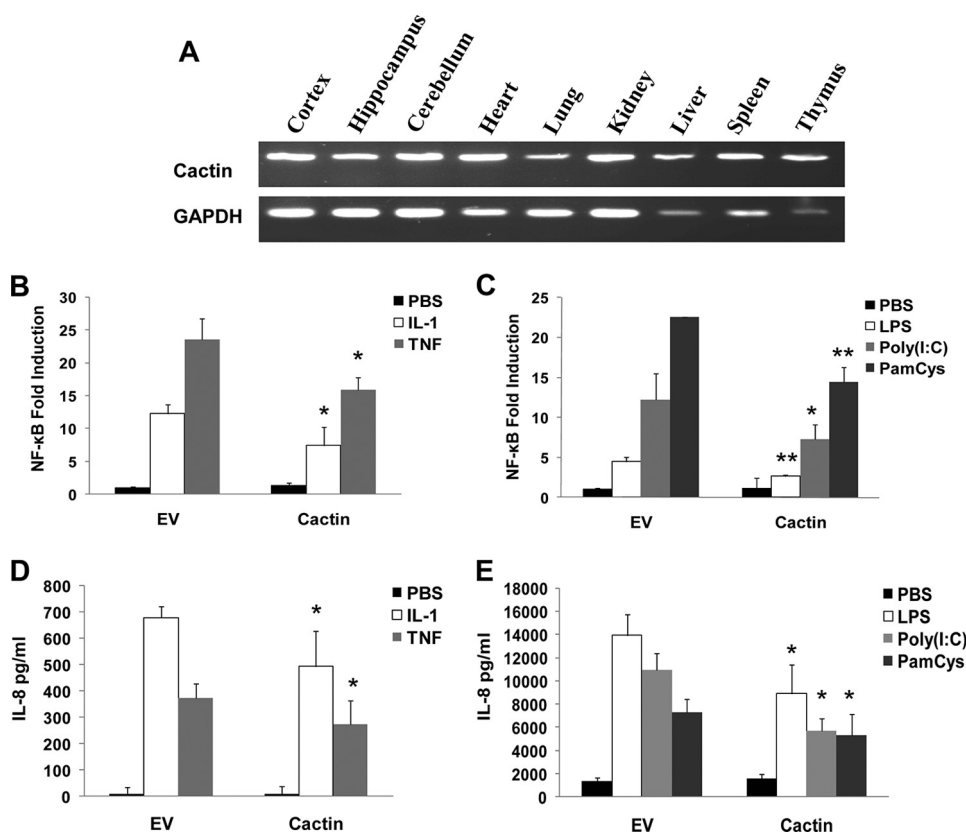 A
Cortex
Hippocampus
Cerebellum
Heart
Lung
Kidney
Liver
Spleen
Thymus
Cactin
GAPDH
B
NF-κB Fold Induction
30
25
20
15
10
5
0
PBS
IL-1
TNF
*
*
EV
Cactin
C
NF-κB Fold Induction
25
20
15
10
5
0
PBS
LPS
Poly(I:C)
PamCys
**
*
**
EV
Cactin
D
IL-8 pg/ml
800
700
600
500
400
300
200
100
0
PBS
IL-1
TNF
*
*
EV
Cactin
E
IL-8 pg/ml
18000
16000
14000
12000
10000
8000
6000
4000
2000
0
PBS
LPS
Poly(I:C)
PamCys
*
*
*
EV
Cactin